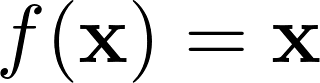 f(𝐱) = 𝐱